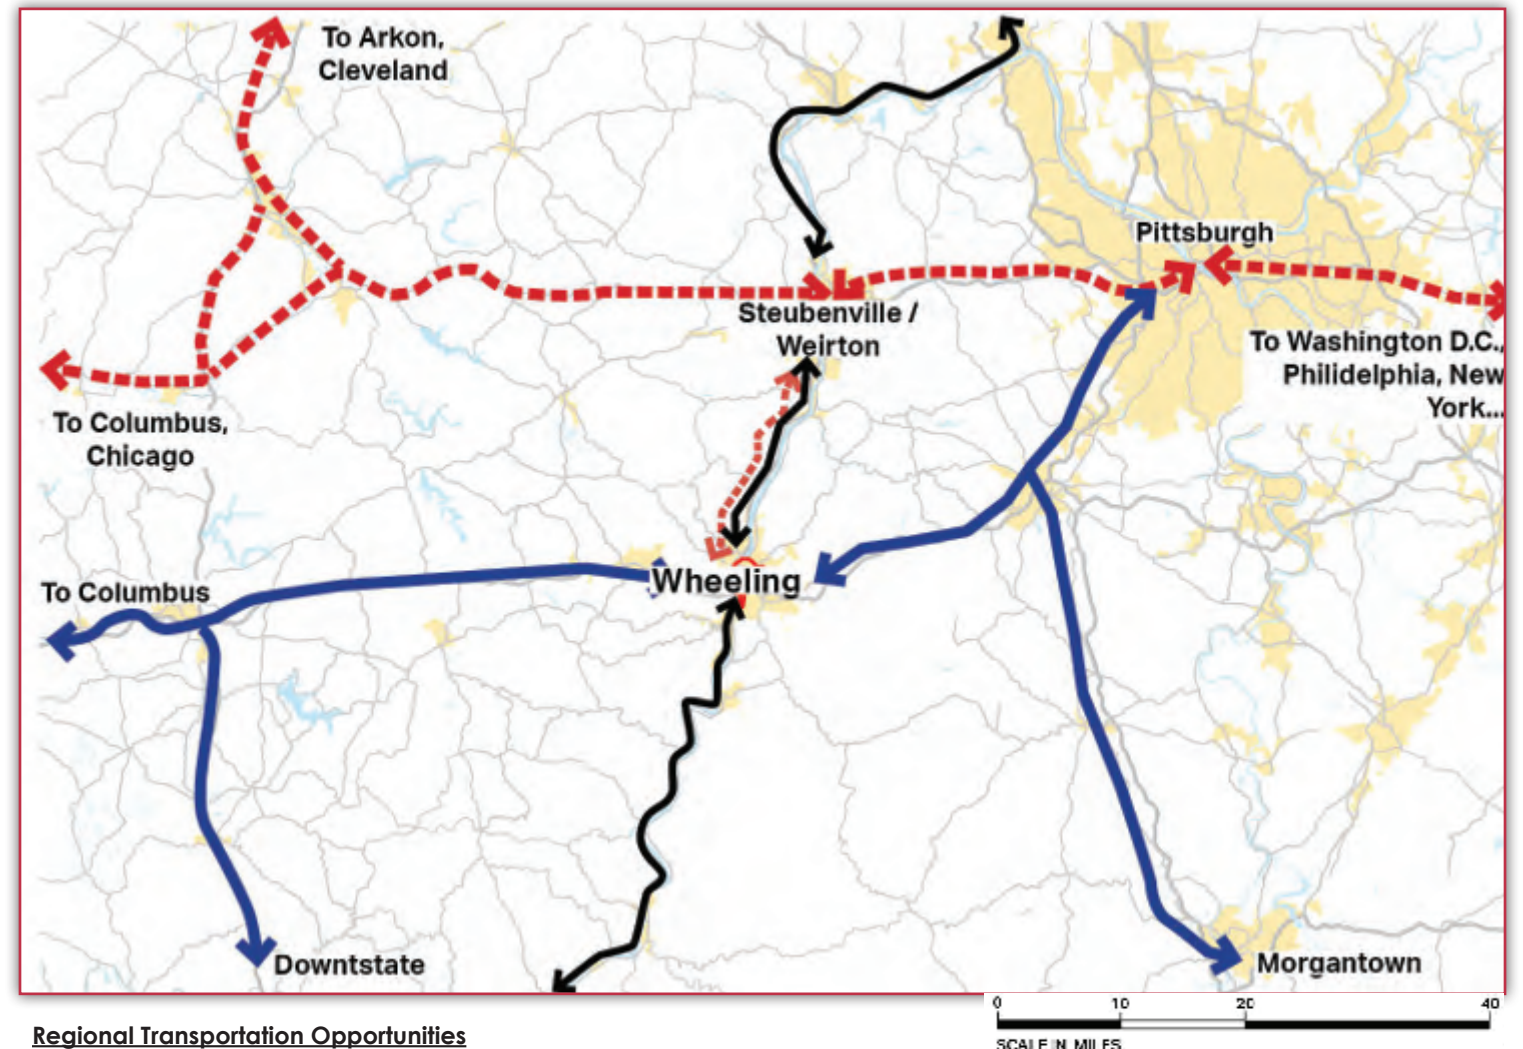 To Arkon,
Cleveland
Pittsburgh
Steubenville /
Weirton
To Washington D.C.,
Philidelphia, New
York...
To Columbus,
Chicago
Wheeling
To Columbus
Downtstate
Morgantown
0 10 20 40
SCALE IN MILES
Regional Transportation Opportunities